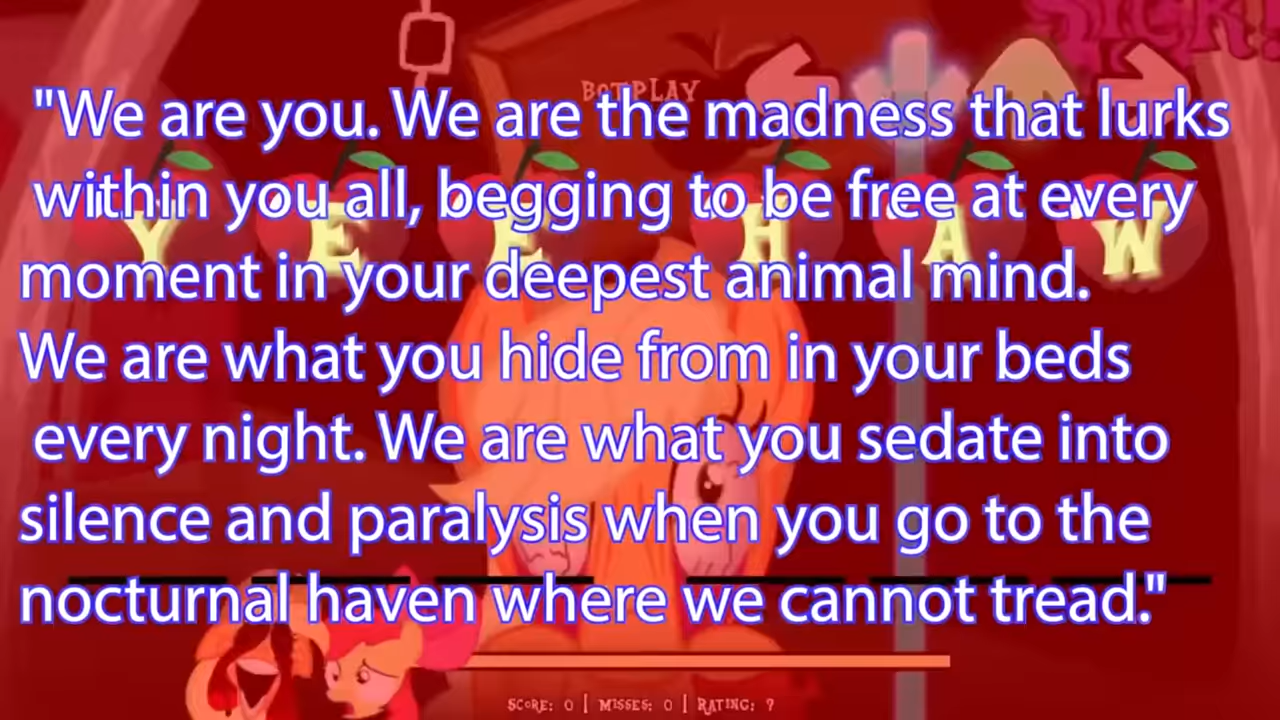 SICK!
BOTPLAY
"We are you. We are the madness that lurks
within you all, begging to be free at every
Y E E H A W
moment in your deepest animal mind.
We are what you hide from in your beds
every night. We are what you sedate into
silence and paralysis when you go to the
nocturnal haven where we cannot tread."
SCORE: 0 | MISSES: 0 | RATING: ?